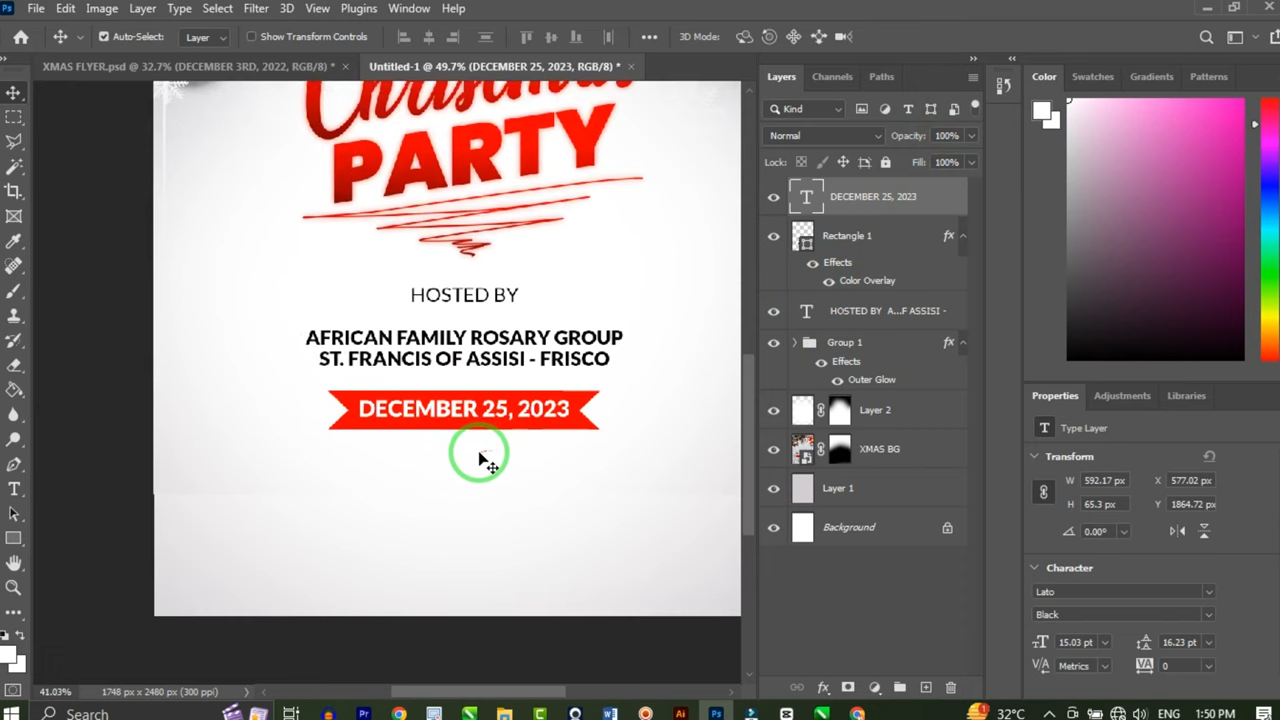 File Edit Image Layer Type Select Filter 3D View Plugins Window Help
Auto-Select: Layer Show Transform Controls 3D Mode:
XMAS FLYER.psd @ 32.7% (DECEMBER 3RD, 2022, RGB/8) * Untitled-1 @ 49.7% (DECEMBER 25, 2023, RGB/8) *
Christmas
PARTY
HOSTED BY
AFRICAN FAMILY ROSARY GROUP
ST. FRANCIS OF ASSISI - FRISCO
DECEMBER 25, 2023
41.03% 1748 px x 2480 px (300 ppi)
Layers Channels Paths
Kind
Normal Opacity: 100%
Lock: Fill: 100%
T DECEMBER 25, 2023
Rectangle 1 fx
Effects
Color Overlay
T HOSTED BY A...F ASSISI -
Group 1 fx
Effects
Outer Glow
Layer 2
XMAS BG
Layer 1
Background
Color Swatches Gradients Patterns
Properties Adjustments Libraries
T Type Layer
Transform
W 592.17 px X 577.02 px
H 65.3 px Y 1864.72 px
0.00°
Character
Lato
Black
15.03 pt 16.23 pt
Metrics 0
Search 32°C ENG 1:50 PM